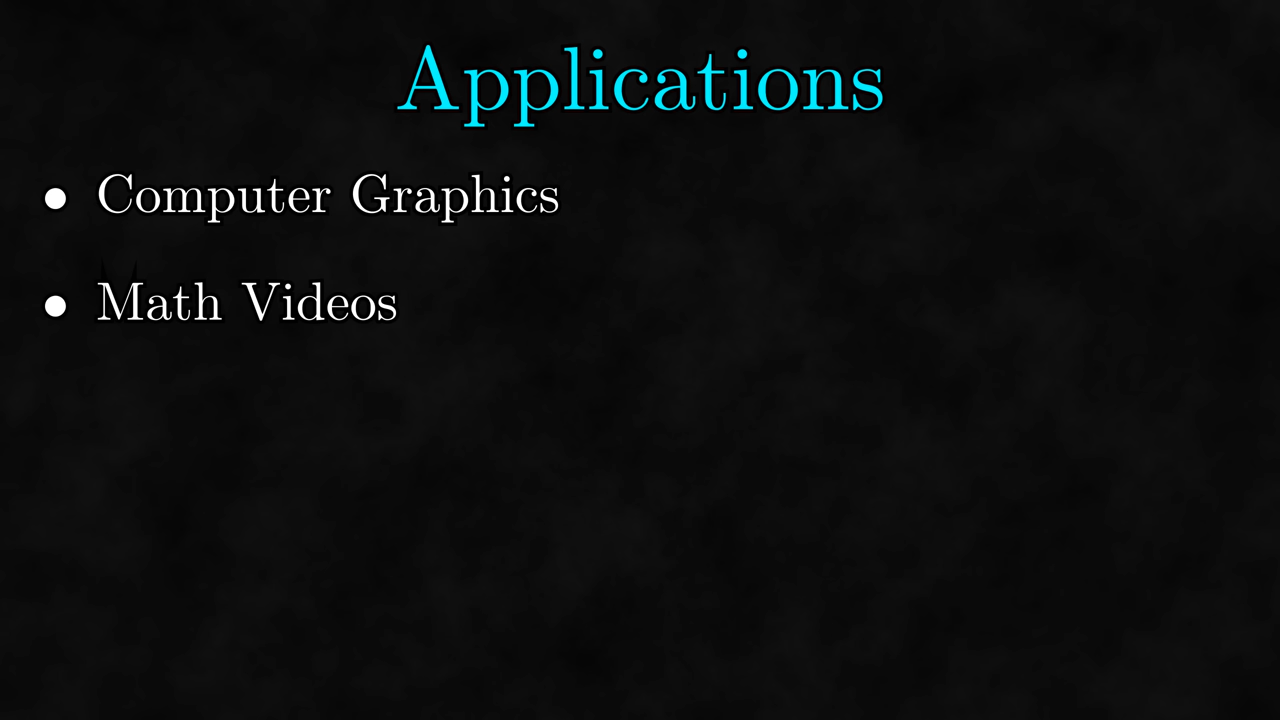 Applications
• Computer Graphics
• Math Videos